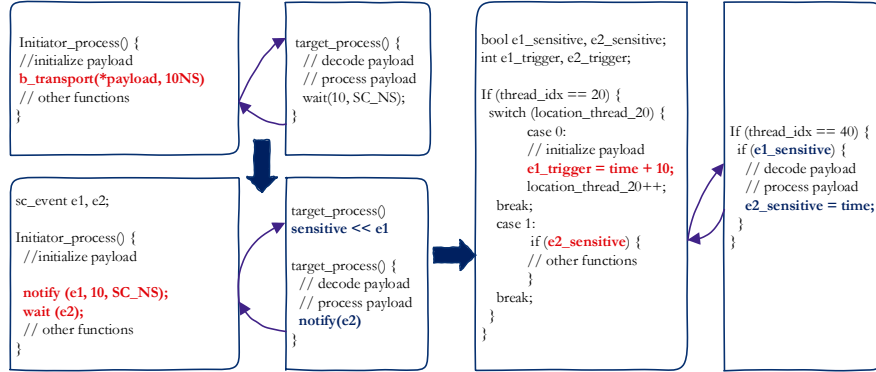 Initiator_process() {
//initialize payload
b_transport(*payload, 10NS)
// other functions
}
target_process() {
// decode payload
// process payload
wait(10, SC_NS);
}
sc_event e1, e2;
Initiator_process() {
//initialize payload
notify (e1, 10, SC_NS);
wait (e2);
// other functions
}
target_process()
sensitive << e1
target_process() {
// decode payload
// process payload
notify(e2)
}
bool e1_sensitive, e2_sensitive;
int e1_trigger, e2_trigger;
If (thread_idx == 20) {
switch (location_thread_20) {
case 0:
// initialize payload
e1_trigger = time + 10;
location_thread_20++;
break;
case 1:
if (e2_sensitive) {
// other functions
}
break;
}
}
If (thread_idx == 40) {
if (e1_sensitive) {
// decode payload
// process payload
e2_sensitive = time;
}
}